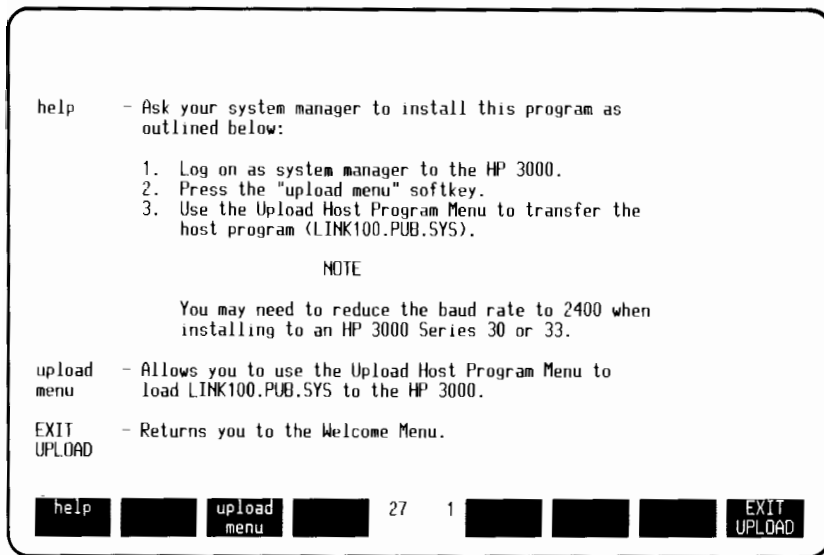 help - Ask your system manager to install this program as
outlined below:
1. Log on as system manager to the HP 3000.
2. Press the "upload menu" softkey.
3. Use the Upload Host Program Menu to transfer the
host program (LINK100.PUB.SYS).
NOTE
You may need to reduce the baud rate to 2400 when
installing to an HP 3000 Series 30 or 33.
upload - Allows you to use the Upload Host Program Menu to
menu load LINK100.PUB.SYS to the HP 3000.
EXIT - Returns you to the Welcome Menu.
UPLOAD
help upload 27 1 EXIT
menu UPLOAD